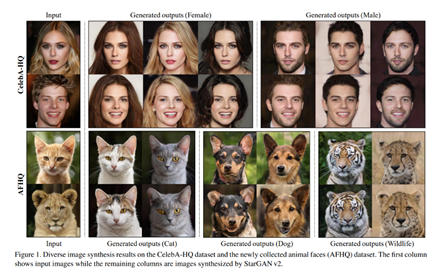 Input Generated outputs (Female) Generated outputs (Male)
CelebA-HQ
AFHQ
Input Generated outputs (Cat) Generated outputs (Dog) Generated outputs (Wildlife)
Figure 1. Diverse image synthesis results on the CelebA-HQ dataset and the newly collected animal faces (AFHQ) dataset. The first column
shows input images while the remaining columns are images synthesized by StarGAN v2.